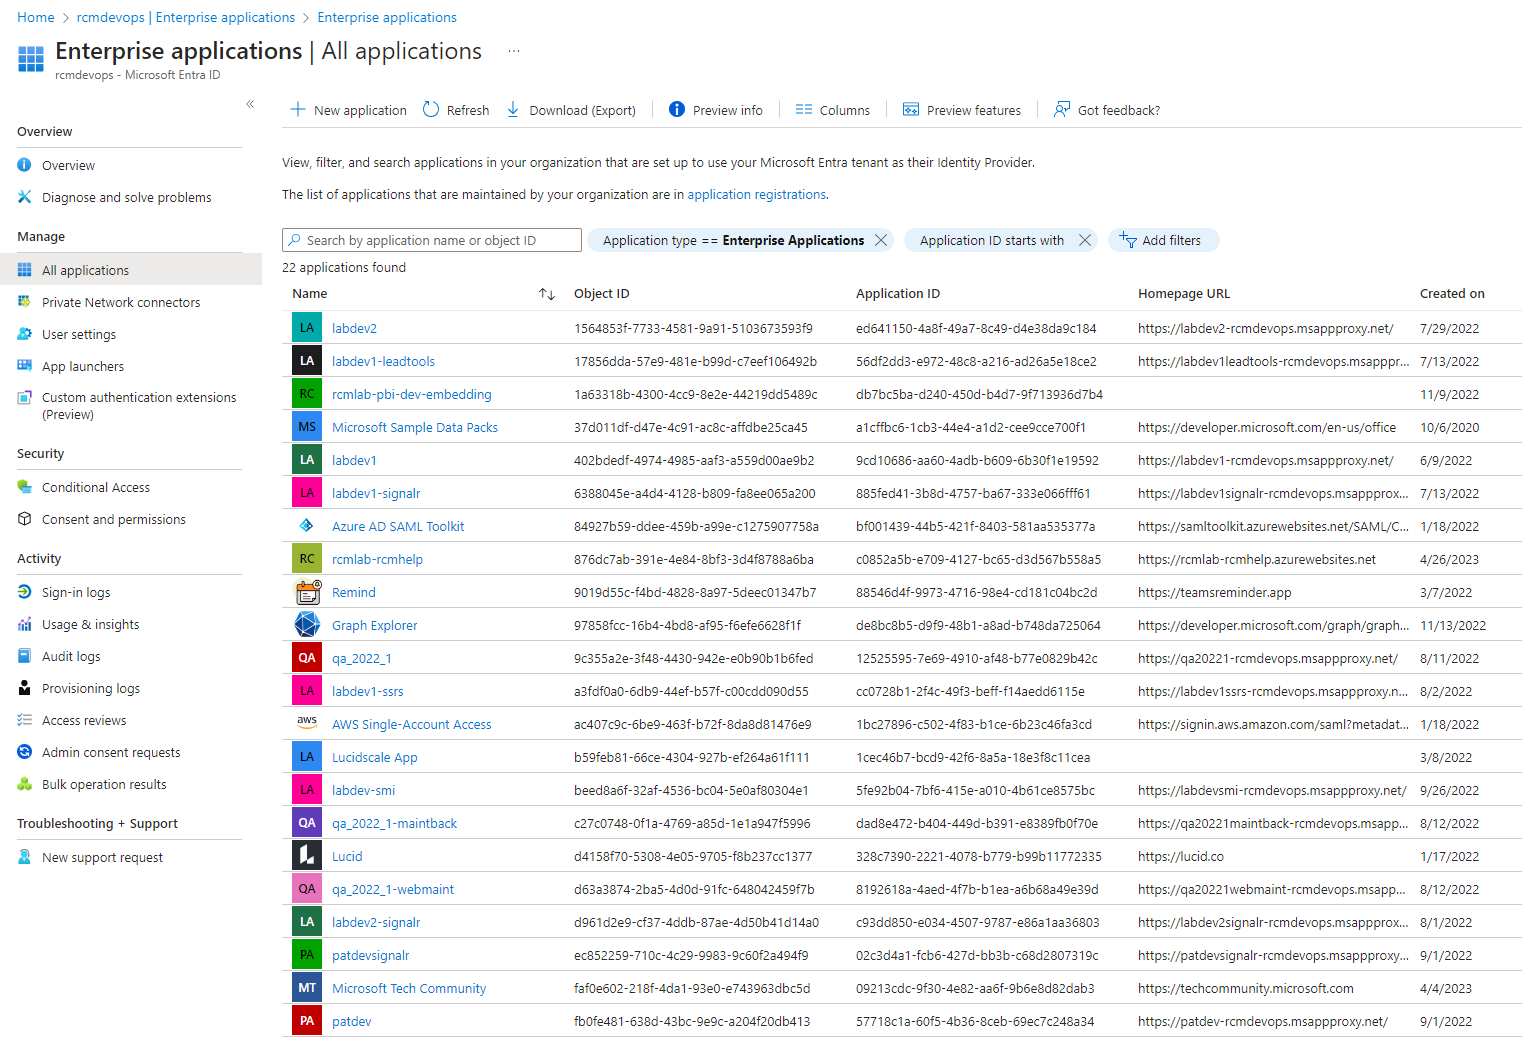 Home > rcmdevops | Enterprise applications > Enterprise applications
Enterprise applications | All applications ...
rcmdevops - Microsoft Entra ID
«
Overview
Overview
Diagnose and solve problems
Manage
All applications
Private Network connectors
User settings
App launchers
Custom authentication extensions
(Preview)
Security
Conditional Access
Consent and permissions
Activity
Sign-in logs
Usage & insights
Audit logs
Provisioning logs
Access reviews
Admin consent requests
Bulk operation results
Troubleshooting + Support
New support request
New application Refresh Download (Export) Preview info Columns Preview features Got feedback?
View, filter, and search applications in your organization that are set up to use your Microsoft Entra tenant as their Identity Provider.
The list of applications that are maintained by your organization are in application registrations.
Search by application name or object ID Application type == Enterprise Applications Application ID starts with Add filters
22 applications found
Name Object ID Application ID Homepage URL Created on
LA labdev2 1564853f-7733-4581-9a91-5103673593f9 ed641150-4a8f-49a7-8c49-d4e38da9c184 https://labdev2-rcmdevops.msappproxy.net/ 7/29/2022
LA labdev1-leadtools 17856dda-57e9-481e-b99d-c7eef106492b 56df2dd3-e972-48c8-a216-ad26a5e18ce2 https://labdev1leadtools-rcmdevops.msapppr... 7/13/2022
RC rcmlab-pbi-dev-embedding 1a63318b-4300-4cc9-8e2e-44219dd5489c db7bc5ba-d240-450d-b4d7-9f713936d7b4 11/9/2022
MS Microsoft Sample Data Packs 37d011df-d47e-4c91-ac8c-affdbe25ca45 a1cffbc6-1cb3-44e4-a1d2-cee9cce700f1 https://developer.microsoft.com/en-us/office 10/6/2020
LA labdev1 402bdedf-4974-4985-aaf3-a559d00ae9b2 9cd10686-aa60-4adb-b609-6b30f1e19592 https://labdev1-rcmdevops.msappproxy.net/ 6/9/2022
LA labdev1-signalr 6388045e-a4d4-4128-b809-fa8ee065a200 885fed41-3b8d-4757-ba67-333e066fff61 https://labdev1signalr-rcmdevops.msappprox... 7/13/2022
Azure AD SAML Toolkit 84927b59-ddee-459b-a99e-c1275907758a bf001439-44b5-421f-8403-581aa535377a https://samltoolkit.azurewebsites.net/SAML/C... 1/18/2022
RC rcmlab-rcmhelp 876dc7ab-391e-4e84-8bf3-3d4f8788a6ba c0852a5b-e709-4127-bc65-d3d567b558a5 https://rcmlab-rcmhelp.azurewebsites.net 4/26/2023
Remind 9019d55c-f4bd-4828-8a97-5deec01347b7 88546d4f-9973-4716-98e4-cd181c04bc2d https://teamsreminder.app 3/7/2022
Graph Explorer 97858fcc-16b4-4bd8-af95-f6efe6628f1f de8bc8b5-d9f9-48b1-a8ad-b748da725064 https://developer.microsoft.com/graph/graph... 11/13/2022
QA qa_2022_1 9c355a2e-3f48-4430-942e-e0b90b1b6fed 12525595-7e69-4910-af48-b77e0829b42c https://qa20221-rcmdevops.msappproxy.net/ 8/11/2022
LA labdev1-ssrs a3fdf0a0-6db9-44ef-b57f-c00cdd090d55 cc0728b1-2f4c-49f3-beff-f14aedd6115e https://labdev1ssrs-rcmdevops.msappproxy.n... 8/2/2022
aws AWS Single-Account Access ac407c9c-6be9-463f-b72f-8da8d81476e9 1bc27896-c502-4f83-b1ce-6b23c46fa3cd https://signin.aws.amazon.com/saml?metadat... 1/18/2022
LA Lucidscale App b59feb81-66ce-4304-927b-ef264a61f111 1cec46b7-bcd9-42f6-8a5a-18e3f8c11cea 3/8/2022
LA labdev-smi beed8a6f-32af-4536-bc04-5e0af80304e1 5fe92b04-7bf6-415e-a010-4b61ce8575bc https://labdevsmi-rcmdevops.msappproxy.net/ 9/26/2022
QA qa_2022_1-maintback c27c0748-0f1a-4769-a85d-1e1a947f5996 dad8e472-b404-449d-b391-e8389fb0f70e https://qa20221maintback-rcmdevops.msapp... 8/12/2022
Lucid d4158f70-5308-4e05-9705-f8b237cc1377 328c7390-2221-4078-b779-b99b11772335 https://lucid.co 1/17/2022
QA qa_2022_1-webmaint d63a3874-2ba5-4d0d-91fc-648042459f7b 8192618a-4aed-4f7b-b1ea-a6b68a49e39d https://qa20221webmaint-rcmdevops.msapp... 8/12/2022
LA labdev2-signalr d961d2e9-cf37-4ddb-87ae-4d50b41d14a0 c93dd850-e034-4507-9787-e86a1aa36803 https://labdev2signalr-rcmdevops.msappprox... 8/1/2022
PA patdevsignalr ec852259-710c-4c29-9983-9c60f2a494f9 02c3d4a1-fcb6-427d-bb3b-c68d2807319c https://patdevsignalr-rcmdevops.msappproxy... 9/1/2022
MT Microsoft Tech Community faf0e602-218f-4da1-93e0-e743963dbc5d 09213cdc-9f30-4e82-aa6f-9b6e8d82dab3 https://techcommunity.microsoft.com 4/4/2023
PA patdev fb0fe481-638d-43bc-9e9c-a204f20db413 57718c1a-60f5-4b36-8ceb-69ec7c248a34 https://patdev-rcmdevops.msappproxy.net/ 9/1/2022